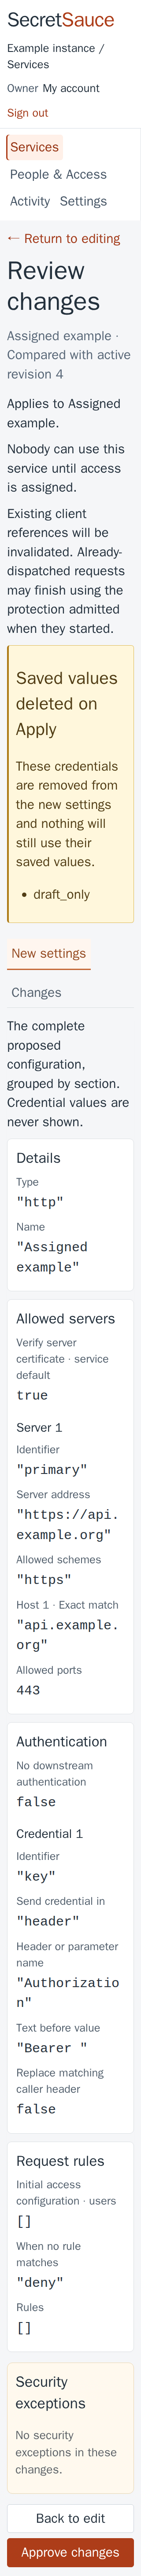 SecretSauce
Example instance /
Services
Owner My account
Sign out
Services
People & Access
Activity Settings
← Return to editing
Review
changes
Assigned example ·
Compared with active
revision 4
Applies to Assigned
example.
Nobody can use this
service until access
is assigned.
Existing client
references will be
invalidated. Already-
dispatched requests
may finish using the
protection admitted
when they started.
Saved values
deleted on
Apply
These credentials
are removed from
the new settings
and nothing will
still use their
saved values.
• draft_only
New settings
Changes
The complete
proposed
configuration,
grouped by section.
Credential values are
never shown.
Details
Type
"http"
Name
"Assigned
example"
Allowed servers
Verify server
certificate · service
default
true
Server 1
Identifier
"primary"
Server address
"https://api.
example.org"
Allowed schemes
"https"
Host 1 · Exact match
"api.example.
org"
Allowed ports
443
Authentication
No downstream
authentication
false
Credential 1
Identifier
"key"
Send credential in
"header"
Header or parameter
name
"Authorizatio
n"
Text before value
"Bearer "
Replace matching
caller header
false
Request rules
Initial access
configuration · users
[]
When no rule
matches
"deny"
Rules
[]
Security
exceptions
No security
exceptions in these
changes.
Back to edit
Approve changes